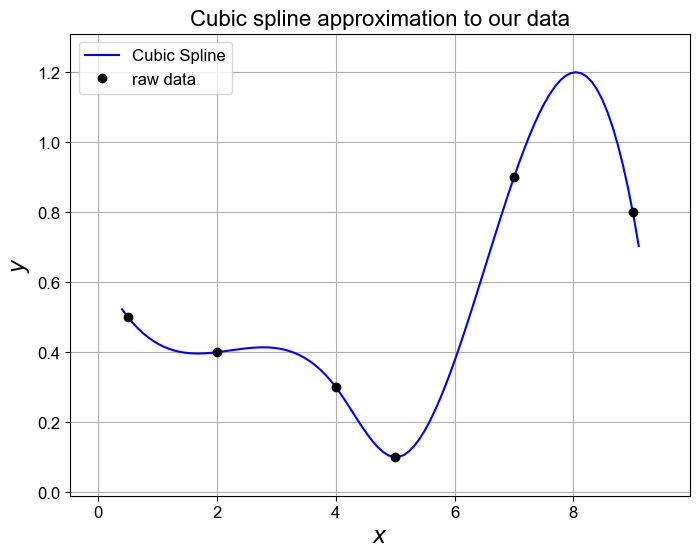 Cubic spline approximation to our data
Cubic Spline
raw data
y
1.2
1.0
0.8
0.6
0.4
0.2
0.0
0 2 4 6 8
x